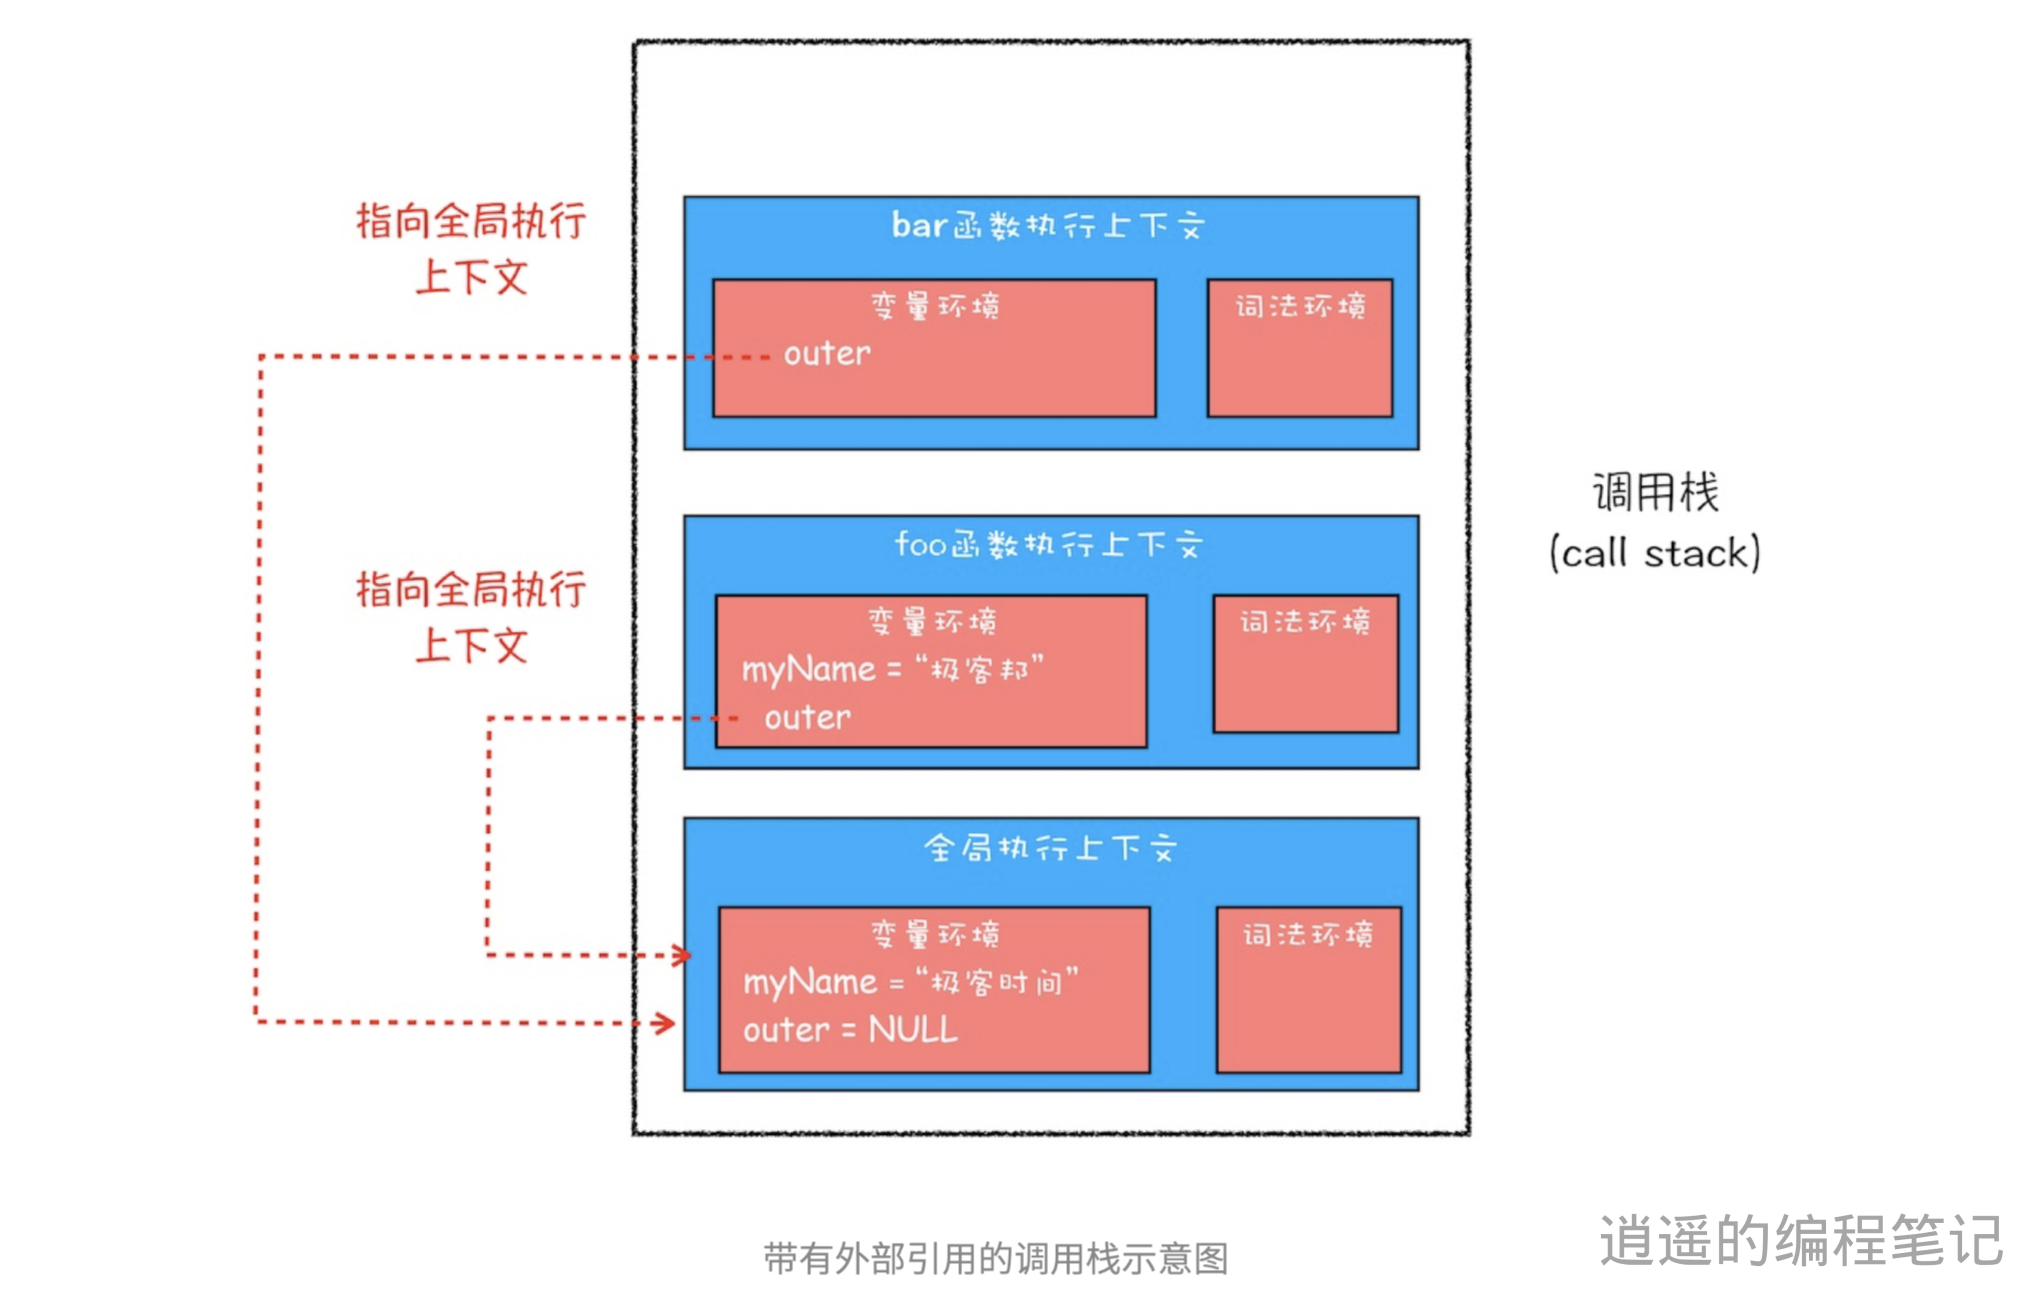 指向全局执行
上下文
bar函数执行上下文
变量环境
outer
词法环境
调用栈
(call stack)
指向全局执行
上下文
foo函数执行上下文
变量环境
myName = “极客邦”
outer
词法环境
全局执行上下文
变量环境
myName = “极客时间”
outer = NULL
词法环境
带有外部引用的调用栈示意图
逍遥的编程笔记